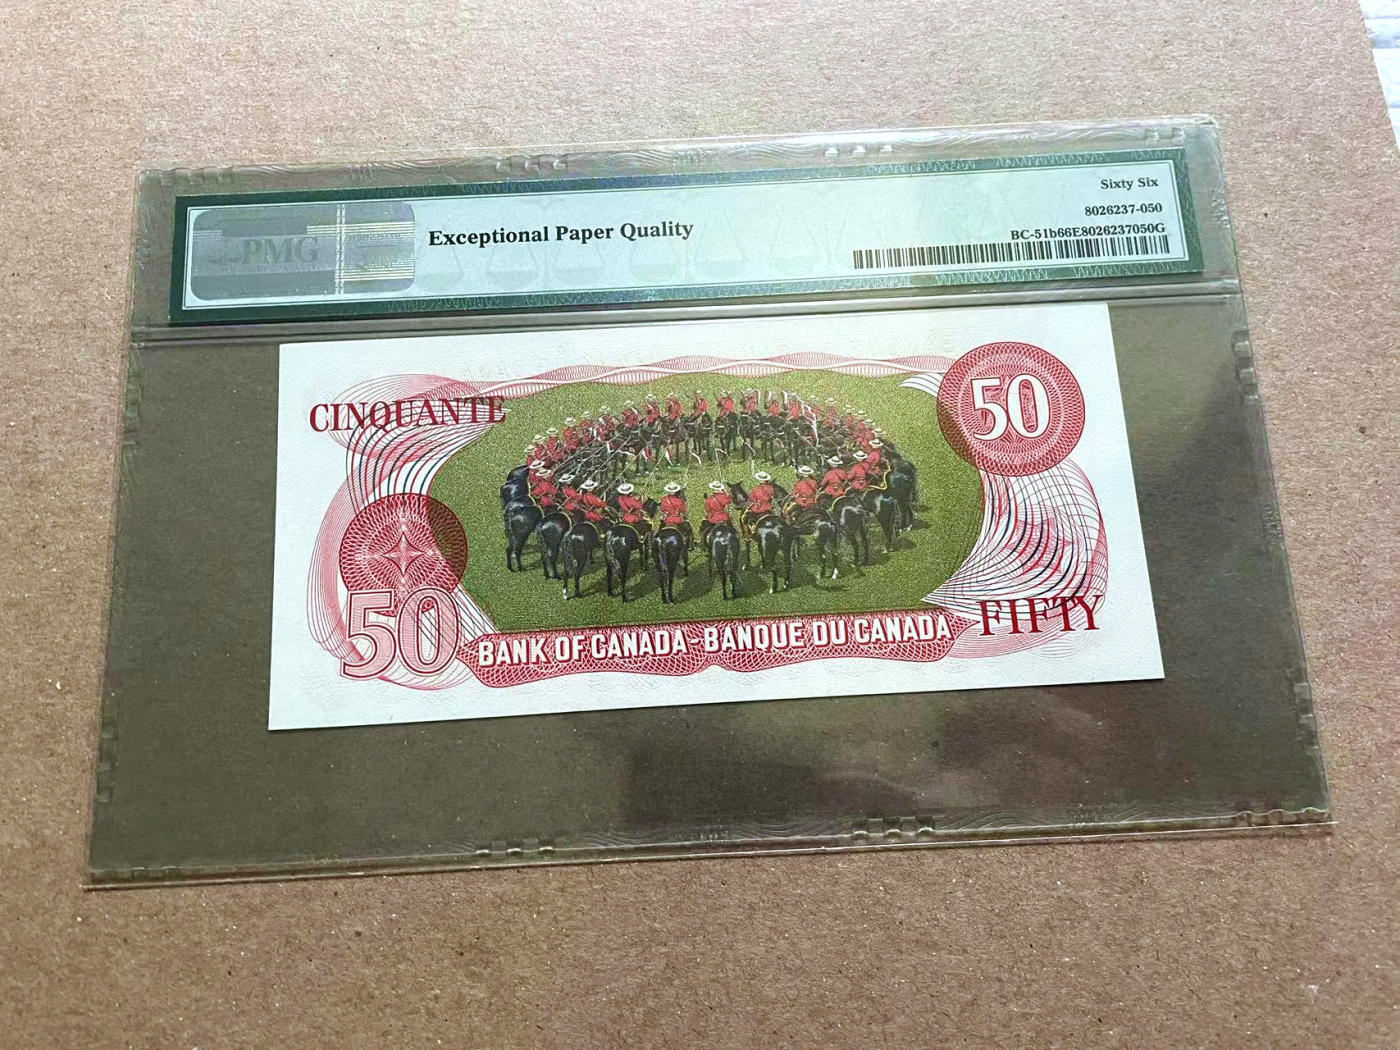 PMG
Exceptional Paper Quality
Sixty Six
8026237-050
BC-51b66E8026237050G
CINQUANTE
50
50
BANK OF CANADA-BANQUE DU CANADA
FIFTY